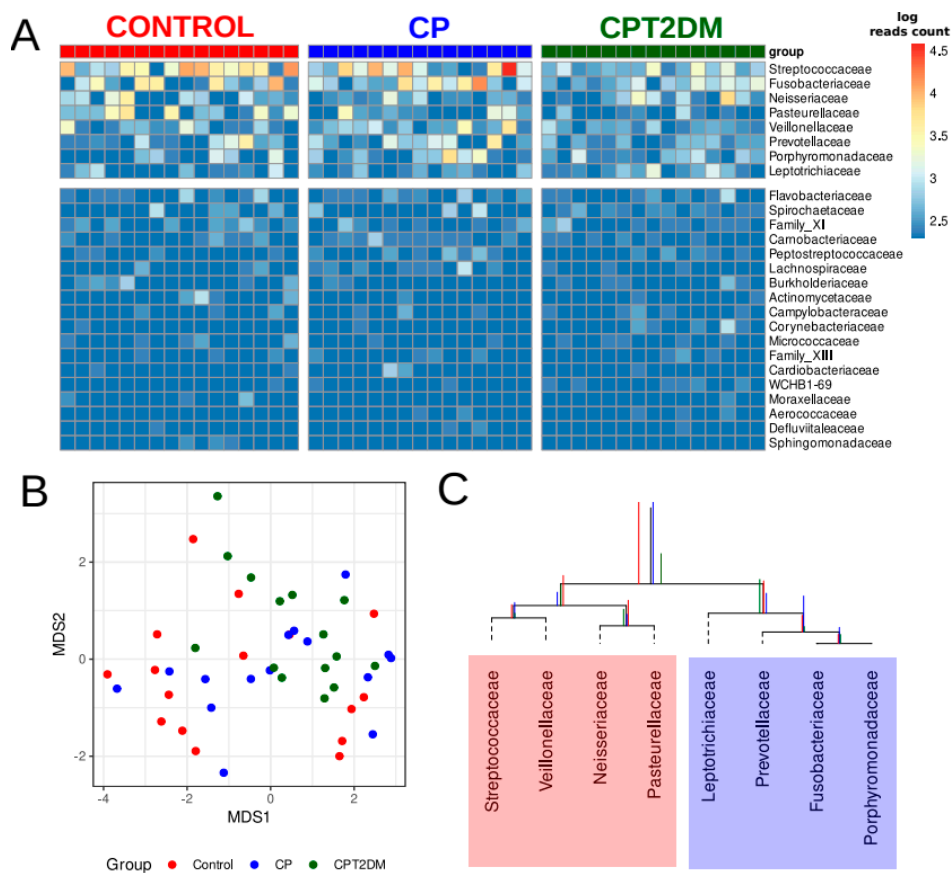 A
CONTROL
CP
CPT2DM
log
reads count
group
Streptococcaceae
Fusobacteriaceae
Neisseriaceae
Pasteurellaceae
Veillonellaceae
Prevotellaceae
Porphyromonadaceae
Leptotrichiaceae
4.5
4
3.5
3
2.5
Flavobacteriaceae
Spirochaetaceae
Family_XI
Carnobacteriaceae
Peptostreptococcaceae
Lachnospiraceae
Burkholderiaceae
Actinomycetaceae
Campylobacteraceae
Corynebacteriaceae
Micrococcaceae
Family_XIII
Cardiobacteriaceae
WCHB1-69
Moraxellaceae
Aerococcaceae
Defluviitaleaceae
Sphingomonadaceae
B
MDS2
2
0
-2
-4
-2
0
2
MDS1
Group
Control
CP
CPT2DM
C
Streptococcaceae
Veillonellaceae
Neisseriaceae
Pasteurellaceae
Leptotrichiaceae
Prevotellaceae
Fusobacteriaceae
Porphyromonadaceae